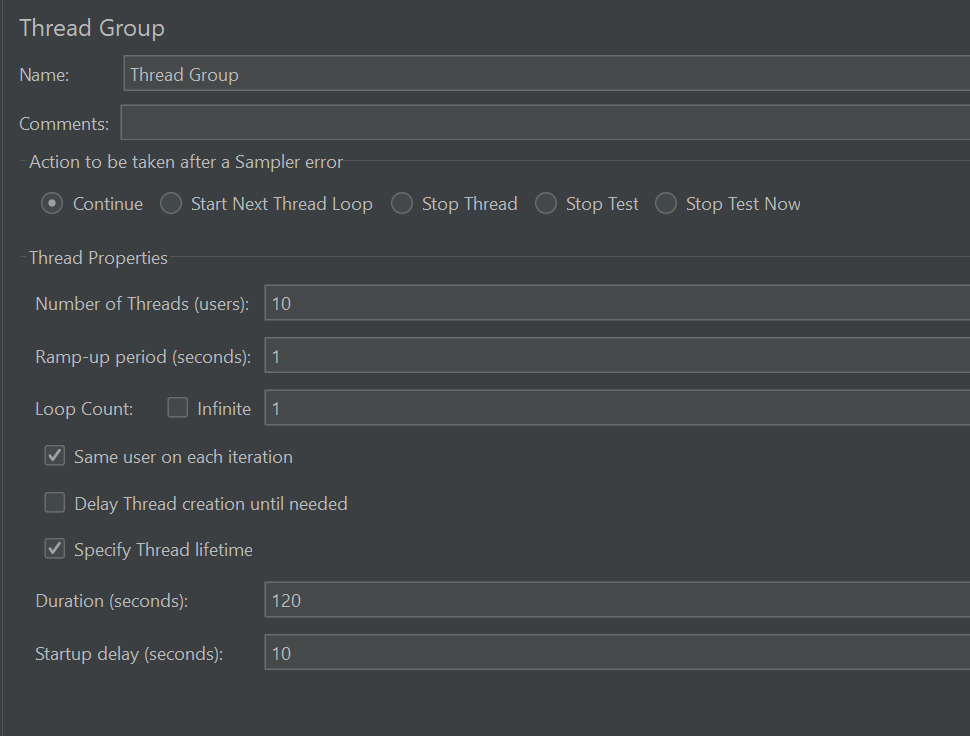 Thread Group
Name: Thread Group
Comments:
Action to be taken after a Sampler error
Continue Start Next Thread Loop Stop Thread Stop Test Stop Test Now
Thread Properties
Number of Threads (users): 10
Ramp-up period (seconds): 1
Loop Count: Infinite 1
Same user on each iteration
Delay Thread creation until needed
Specify Thread lifetime
Duration (seconds): 120
Startup delay (seconds): 10